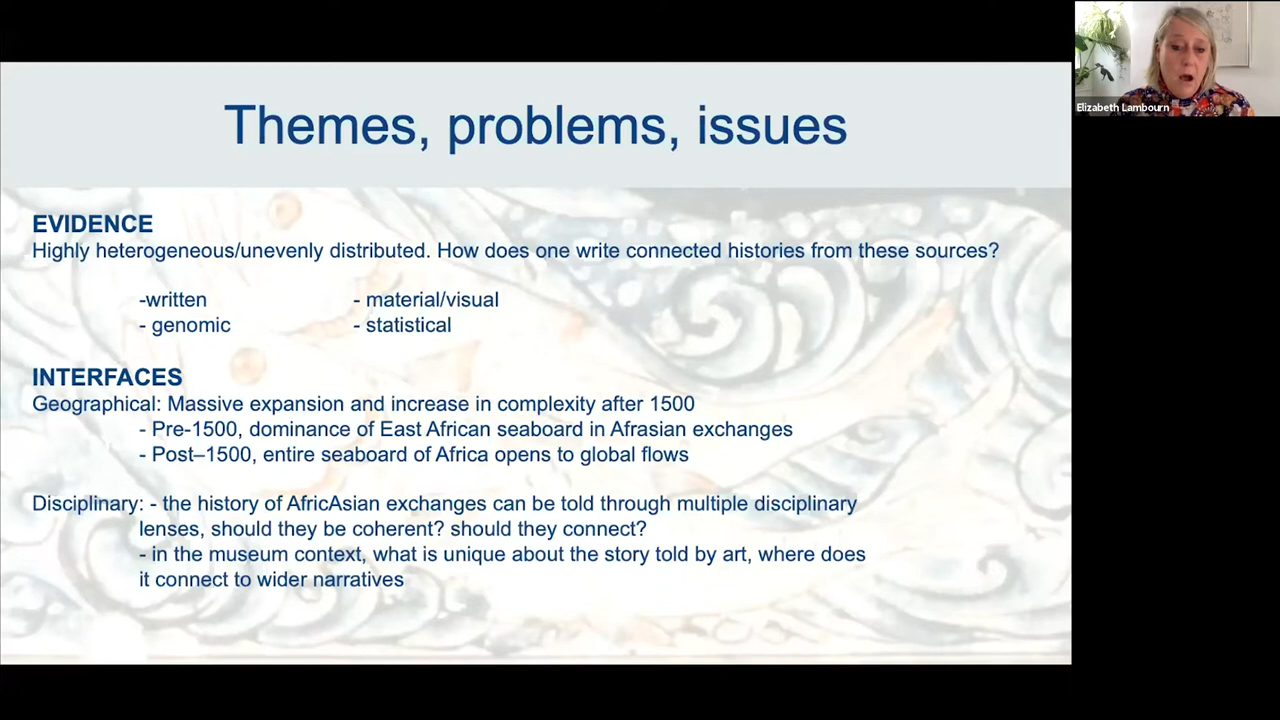 Themes, problems, issues
EVIDENCE
Highly heterogeneous/unevenly distributed. How does one write connected histories from these sources?
-written - material/visual
- genomic - statistical
INTERFACES
Geographical: Massive expansion and increase in complexity after 1500
- Pre-1500, dominance of East African seaboard in Afrasian exchanges
- Post–1500, entire seaboard of Africa opens to global flows
Disciplinary: - the history of AfricAsian exchanges can be told through multiple disciplinary
lenses, should they be coherent? should they connect?
- in the museum context, what is unique about the story told by art, where does
it connect to wider narratives
Elizabeth Lambourn